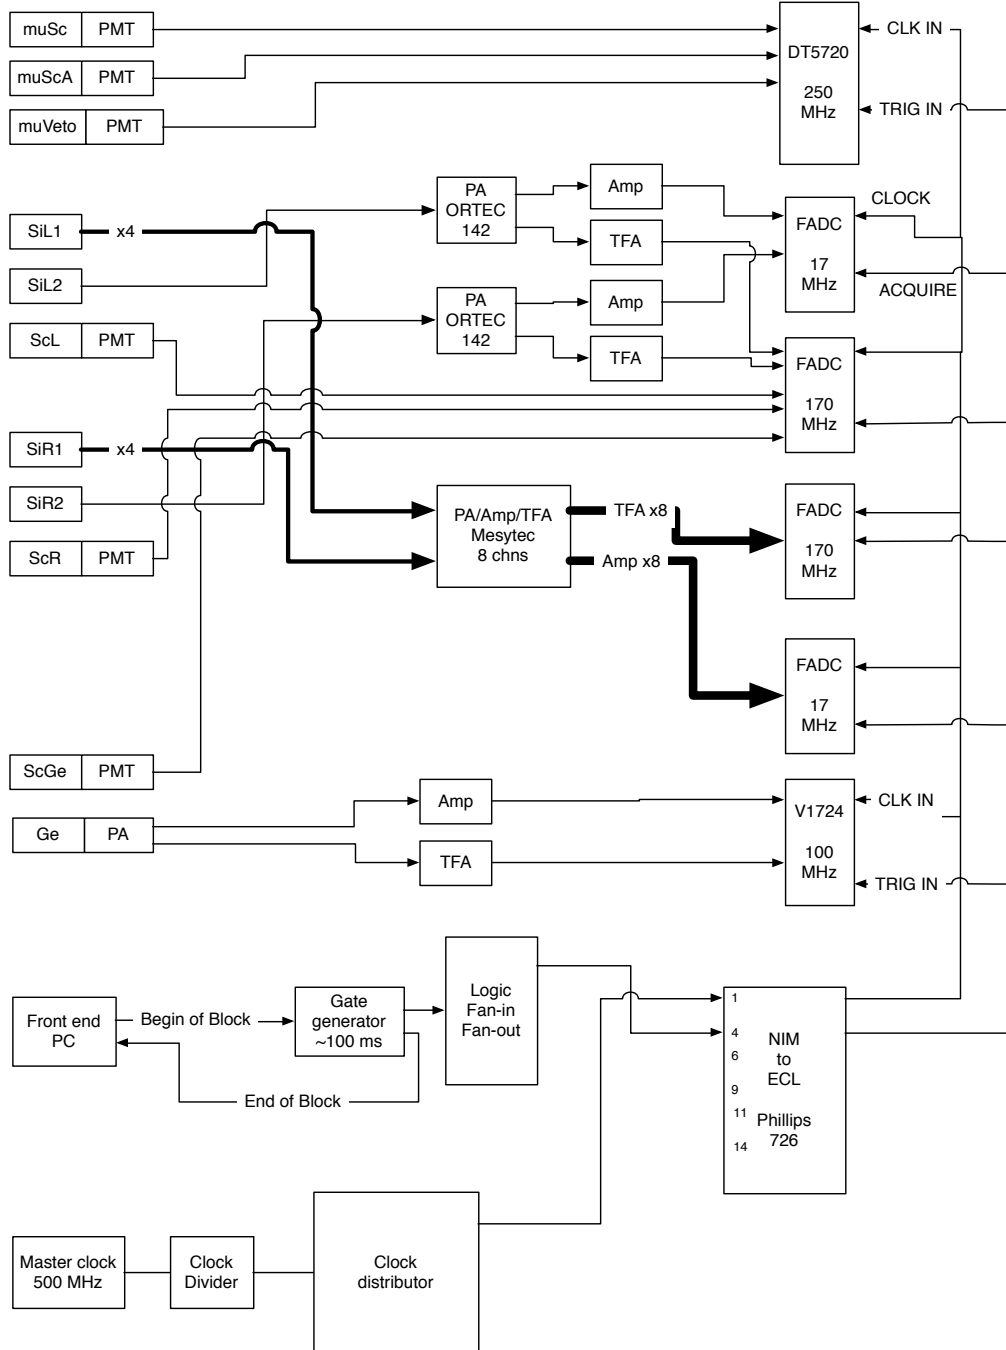 muSc PMT
muScA PMT
muVeto PMT
DT5720
250
MHz
CLK IN
TRIG IN
SiL1 x4
SiL2
ScL PMT
SiR1 x4
SiR2
ScR PMT
PA
ORTEC
142
Amp
TFA
PA
ORTEC
142
Amp
TFA
FADC
17
MHz
CLOCK
ACQUIRE
FADC
170
MHz
PA/Amp/TFA
Mesytec
8 chns
TFA x8
Amp x8
FADC
170
MHz
FADC
17
MHz
ScGe PMT
Ge PA
Amp
TFA
V1724
100
MHz
CLK IN
TRIG IN
Front end
PC
Begin of Block
End of Block
Gate
generator
~100 ms
Logic
Fan-in
Fan-out
1
4
6
9
11
14
NIM
to
ECL
Phillips
726
Master clock
500 MHz
Clock
Divider
Clock
distributor